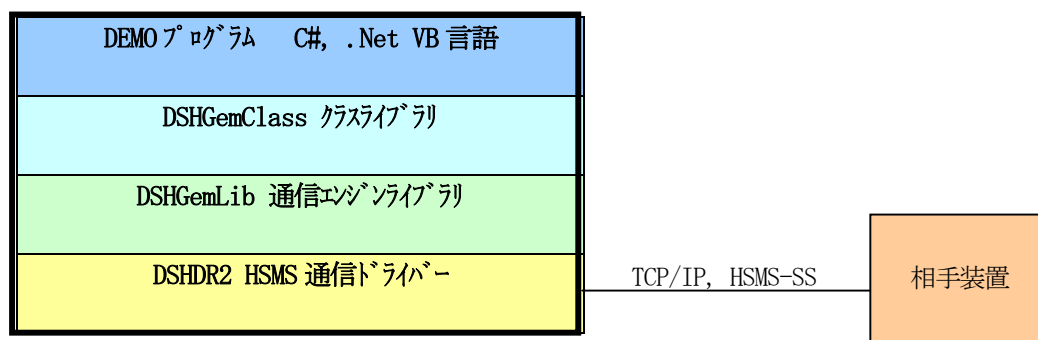 DEMOプログラム　C#, .Net VB 言語
DSHGemClass クラスライブラリ
DSHGemLib 通信エンジンライブラリ
DSHDR2 HSMS 通信ドライバー
TCP/IP, HSMS-SS
相手装置